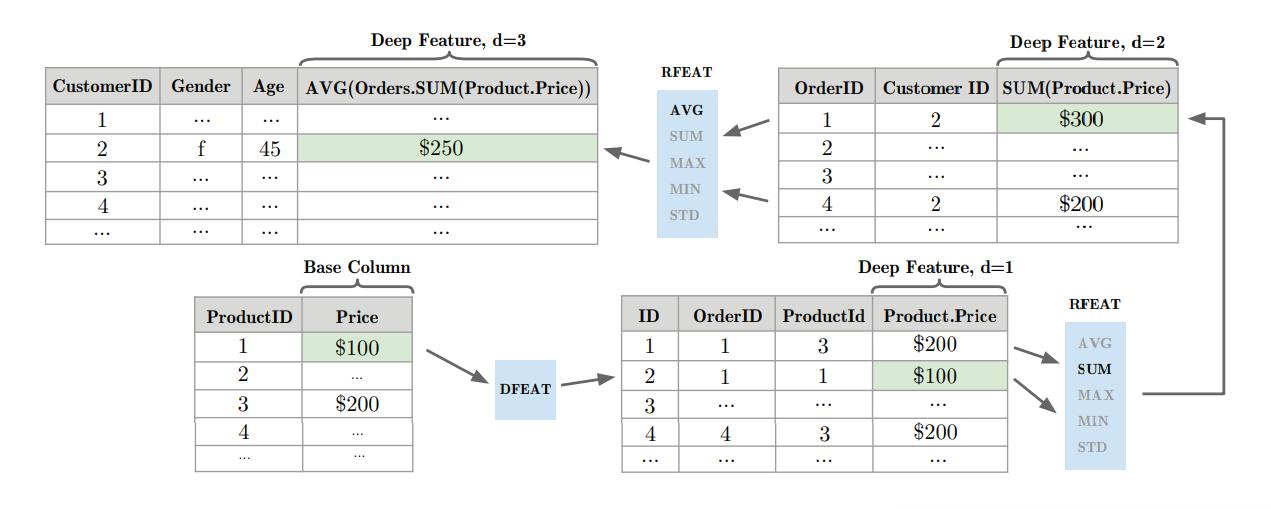 Deep Feature, d=3
CustomerID Gender Age AVG(Orders.SUM(Product.Price))
1 ... ... ...
2 f 45 $250
3 ... ... ...
4 ... ... ...
... ... ... ...
RFEAT
AVG
SUM
MAX
MIN
STD
Deep Feature, d=2
OrderID Customer ID SUM(Product.Price)
1 2 $300
2 ... ...
3 ... ...
4 2 $200
... ... ...
Base Column
ProductID Price
1 $100
2 ...
3 $200
4 ...
... ...
DFEAT
Deep Feature, d=1
ID OrderID ProductId Product.Price
1 1 3 $200
2 1 1 $100
3 ... ... ...
4 4 3 $200
... ... ... ...
RFEAT
AVG
SUM
MAX
MIN
STD